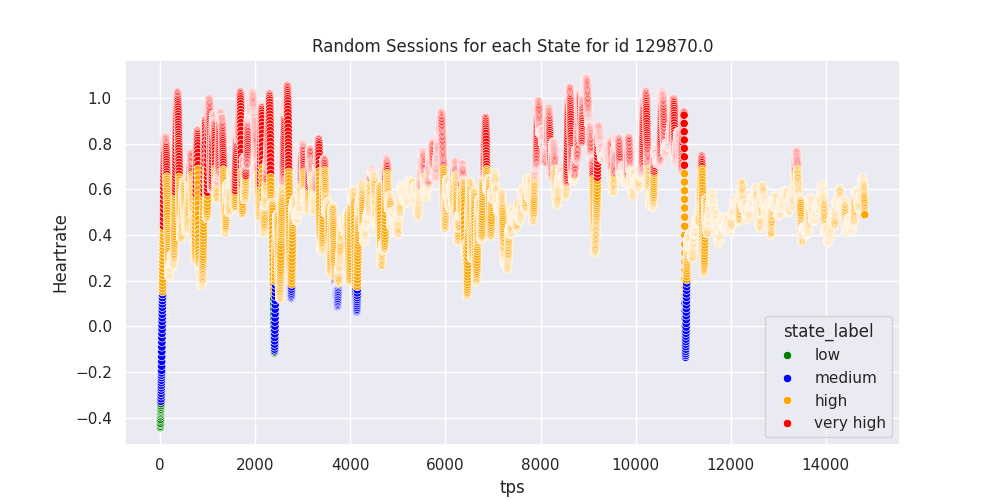 Random Sessions for each State for id 129870.0
Heartrate
1.0
0.8
0.6
0.4
0.2
0.0
−0.2
−0.4
state_label
low
medium
high
very high
0 2000 4000 6000 8000 10000 12000 14000
tps